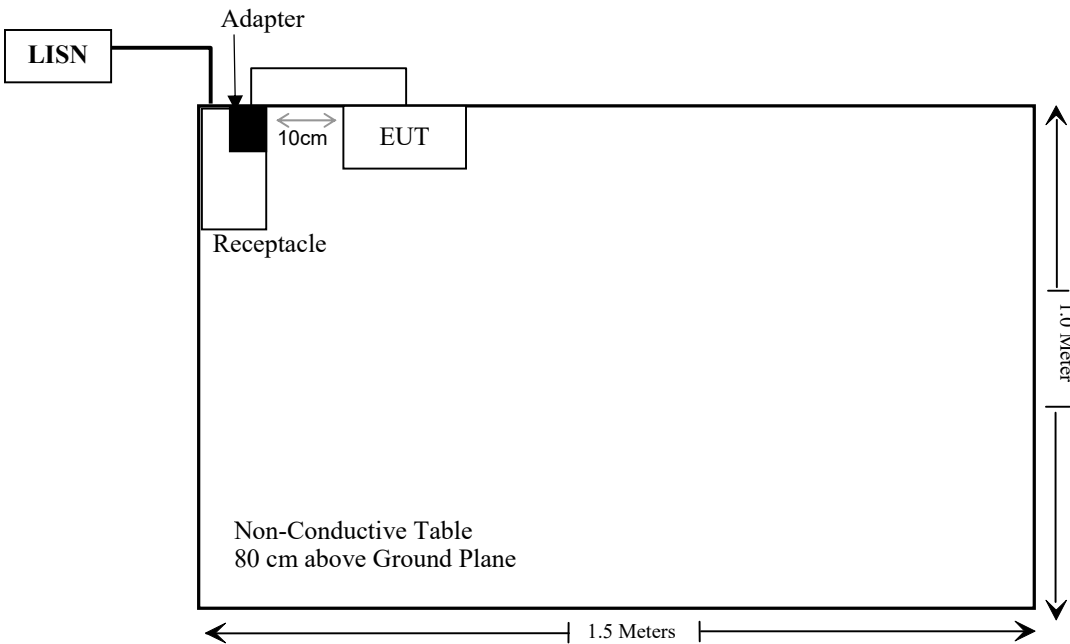 Adapter
LISN
10cm
EUT
Receptacle
1.0 Meter
Non-Conductive Table
80 cm above Ground Plane
1.5 Meters